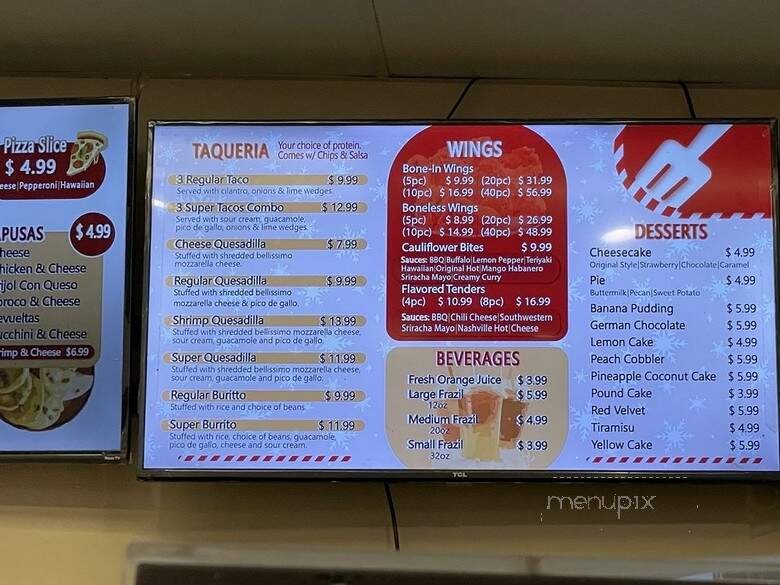 Pizza Slice
$ 4.99
eese|Pepperoni|Hawaiian
PUSAS $4.99
heese
hicken & Cheese
ijol Con Queso
oroco & Cheese
evueltas
ucchini & Cheese
rimp & Cheese $6.99
TAQUERIA Your choice of protein.
Comes w/ Chips & Salsa
3 Regular Taco $ 9.99
Served with cilantro, onions & lime wedges.
3 Super Tacos Combo $ 12.99
Served with sour cream, guacamole,
pico de gallo, onions & lime wedges.
Cheese Quesadilla $ 7.99
Stuffed with shredded bellissimo
mozzarella cheese.
Regular Quesadilla $ 9.99
Stuffed with shredded bellissimo
mozzarella cheese & pico de gallo.
Shrimp Quesadilla $ 13.99
Stuffed with shredded bellissimo mozzarella cheese,
sour cream, guacamole and pico de gallo.
Super Quesadilla $ 11.99
Stuffed with shredded bellissimo mozzarella cheese,
sour cream, guacamole and pico de gallo.
Regular Buritto $ 9.99
Stuffed with rice and choice of beans.
Super Burrito $ 11.99
Stuffed with rice, choice of beans, guacamole,
pico de gallo, cheese and sour cream.
WINGS
Bone-In Wings
(5pc) $ 9.99 (20pc) $ 31.99
(10pc) $ 16.99 (40pc) $ 56.99
Boneless Wings
(5pc) $ 8.99 (20pc) $ 26.99
(10pc) $ 14.99 (40pc) $ 48.99
Cauliflower Bites $ 9.99
Sauces: BBQ|Buffalo|Lemon Pepper|Teriyaki
Hawaiian|Original Hot|Mango Habanero
Sriracha Mayo|Creamy Curry
Flavored Tenders
(4pc) $ 10.99 (8pc) $ 16.99
Sauces: BBQ|Chili Cheese|Southwestern
Sriracha Mayo|Nashville Hot|Cheese
BEVERAGES
Fresh Orange Juice $ 3.99
Large Frazil $ 5.99
12oz
Medium Frazil $ 4.99
20oz
Small Frazil $ 3.99
32oz
DESSERTS
Cheesecake $ 4.99
Original Style|Strawberry|Chocolate|Caramel
Pie $ 4.99
Buttermilk|Pecan|Sweet Potato
Banana Pudding $ 5.99
German Chocolate $ 5.99
Lemon Cake $ 4.99
Peach Cobbler $ 5.99
Pineapple Coconut Cake $ 5.99
Pound Cake $ 3.99
Red Velvet $ 5.99
Tiramisu $ 4.99
Yellow Cake $ 5.99
TCL
menupix